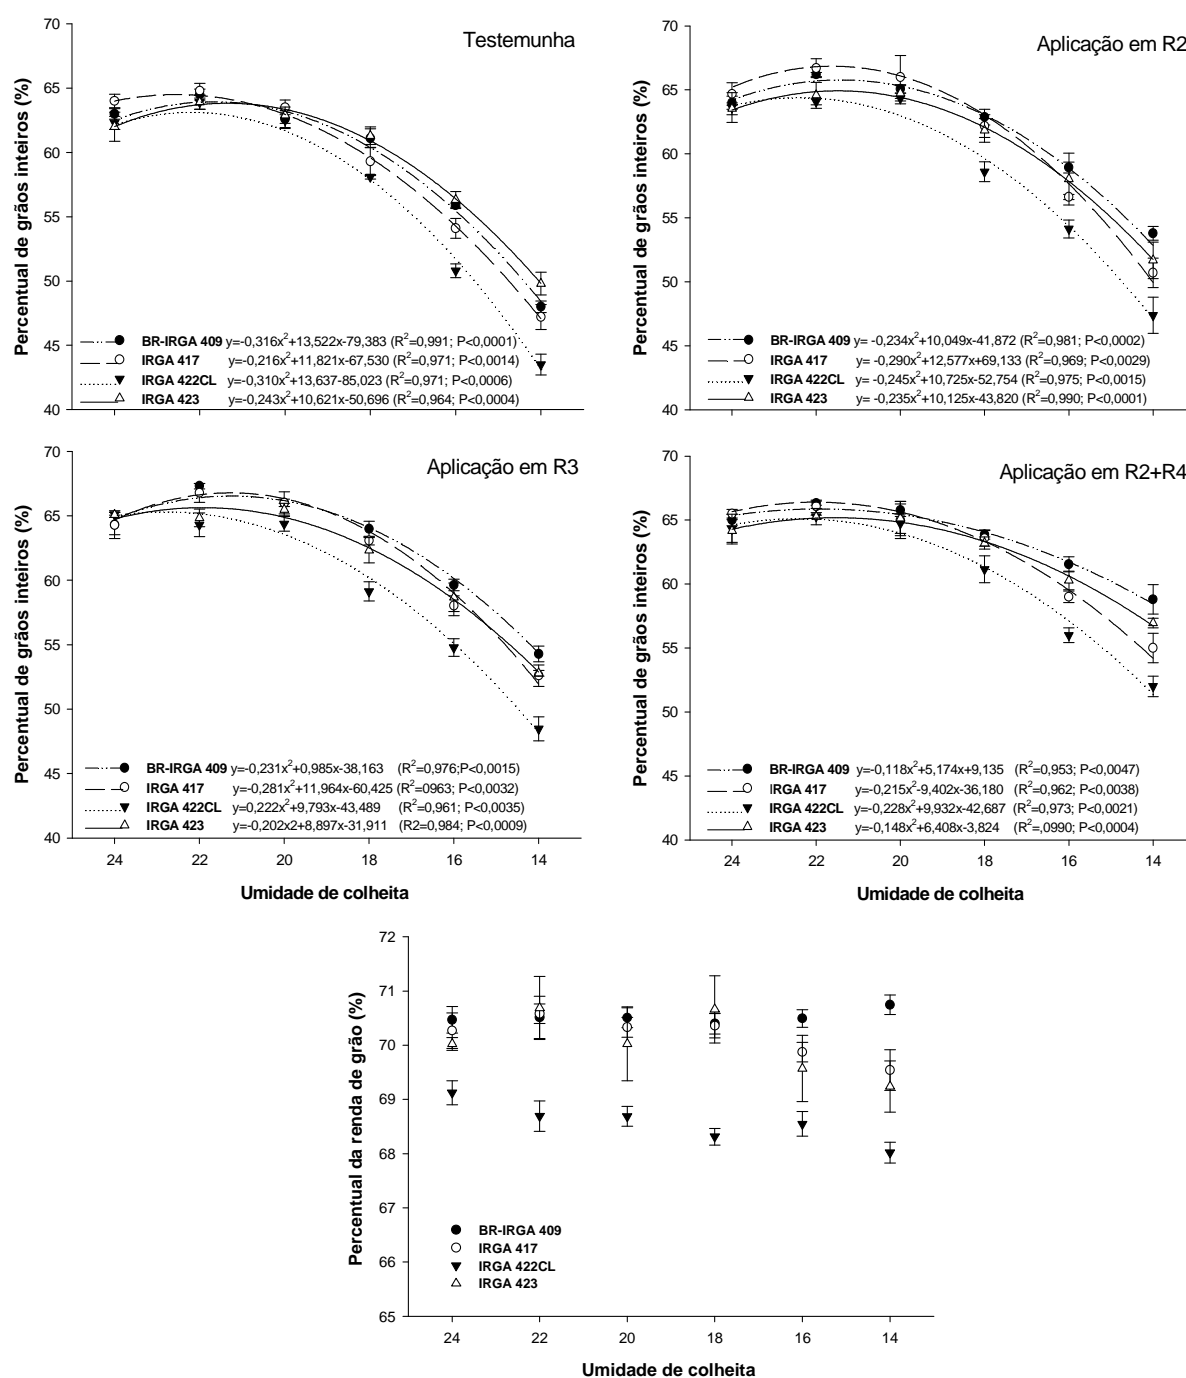 Testemunha
Percentual de grãos inteiros (%)
70
65
60
55
50
45
40
BR-IRGA 409 y=-0,316x²+13,522x-79,383 (R²=0,991; P<0,0001)
IRGA 417 y=-0,216x²+11,821x-67,530 (R²=0,971; P<0,0014)
IRGA 422CL y=-0,310x²+13,637-85,023 (R²=0,971; P<0,0006)
IRGA 423 y=-0,243x²+10,621x-50,696 (R²=0,964; P<0,0004)
Aplicação em R2
Percentual de grãos inteiros (%)
70
65
60
55
50
45
40
BR-IRGA 409 y= -0,234x²+10,049x-41,872 (R²=0,981; P<0,0002)
IRGA 417 y= -0,290x²+12,577x+69,133 (R²=0,969; P<0,0029)
IRGA 422CL y= -0,245x²+10,725x-52,754 (R²=0,975; P<0,0015)
IRGA 423 y= -0,235x²+10,125x-43,820 (R²=0,990; P<0,0001)
Aplicação em R3
Percentual de grãos inteiros (%)
70
65
60
55
50
45
40
BR-IRGA 409 y=-0,231x²+0,985x-38,163 (R²=0,976;P<0,0015)
IRGA 417 y=-0,281x²+11,964x-60,425 (R²=0963; P<0,0032)
IRGA 422CL y=0,222x²+9,793x-43,489 (R²=0,961; P<0,0035)
IRGA 423 y=-0,202x2+8,897x-31,911 (R2=0,984; P<0,0009)
24 22 20 18 16 14
Umidade de colheita
Aplicação em R2+R4
Percentual de grãos inteiros (%)
70
65
60
55
50
45
40
BR-IRGA 409 y=-0,118x²+5,174x+9,135 (R²=0,953; P<0,0047)
IRGA 417 y=-0,215x²-9,402x-36,180 (R²=0,962; P<0,0038)
IRGA 422CL y=-0,228x²+9,932x-42,687 (R²=0,973; P<0,0021)
IRGA 423 y=-0,148x²+6,408x-3,824 (R²=,0990; P<0,0004)
24 22 20 18 16 14
Umidade de colheita
Percentual da renda de grão (%)
72
71
70
69
68
67
66
65
BR-IRGA 409
IRGA 417
IRGA 422CL
IRGA 423
24 22 20 18 16 14
Umidade de colheita